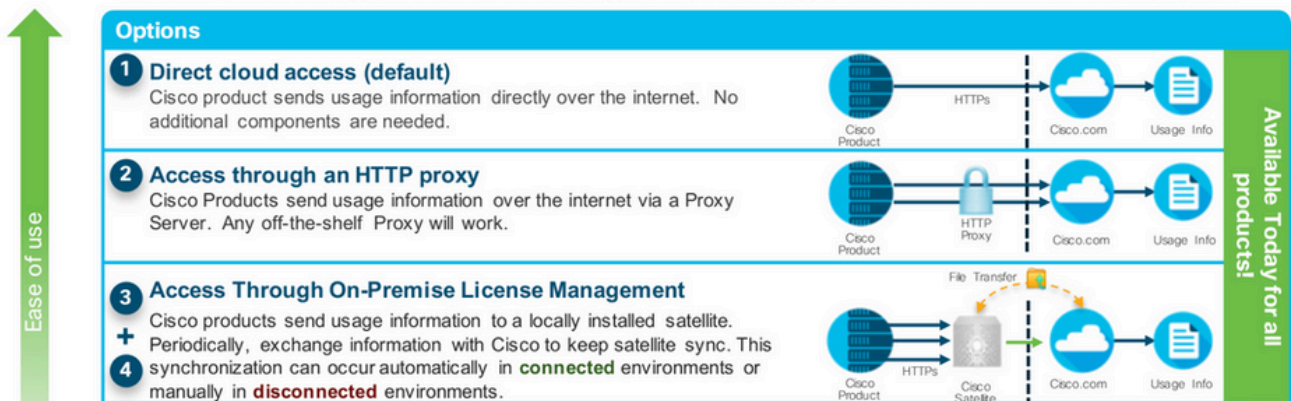 Options
1 Direct cloud access (default)
Cisco product sends usage information directly over the internet. No
additional components are needed.
HTTPs
Cisco
Product
Cisco.com
Usage Info
2 Access through an HTTP proxy
Cisco Products send usage information over the internet via a Proxy
Server. Any off-the-shelf Proxy will work.
HTTP
Proxy
Cisco
Product
Cisco.com
Usage Info
3 Access Through On-Premise License Management
+
4
Cisco products send usage information to a locally installed satellite.
Periodically, exchange information with Cisco to keep satellite sync. This
synchronization can occur automatically in connected environments or
manually in disconnected environments.
File Transfer
HTTPs
Cisco
Product
Cisco
Satellite
Cisco.com
Usage Info
Ease of use
Available Today for all
products!